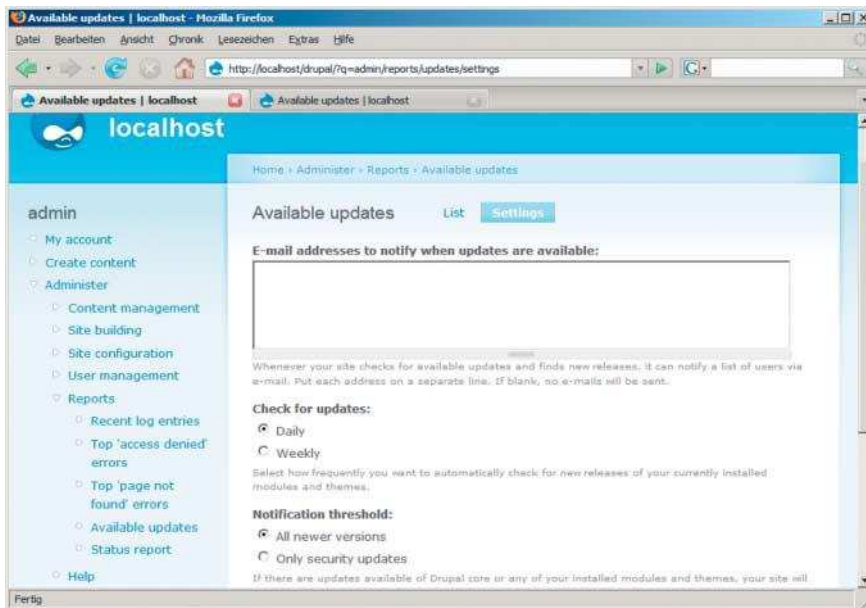 Available updates | localhost - Mozilla Firefox
Datei Bearbeiten Ansicht Chronik Lesezeichen Extras Hilfe
http://localhost/drupal/?q=admin/reports/updates/settings
G
Available updates | localhost
Available updates | localhost
localhost
Home › Administer › Reports › Available updates
admin
My account
Create content
Administer
Content management
Site building
Site configuration
User management
Reports
Recent log entries
Top 'access denied'
errors
Top 'page not
found' errors
Available updates
Status report
Help
Available updates List Settings
E-mail addresses to notify when updates are available:
Whenever your site checks for available updates and finds new releases, it can notify a list of users via
e-mail. Put each address on a separate line. If blank, no e-mails will be sent.
Check for updates:
Daily
Weekly
Select how frequently you want to automatically check for new releases of your currently installed
modules and themes.
Notification threshold:
All newer versions
Only security updates
If there are updates available of Drupal core or any of your installed modules and themes, your site will
Fertig